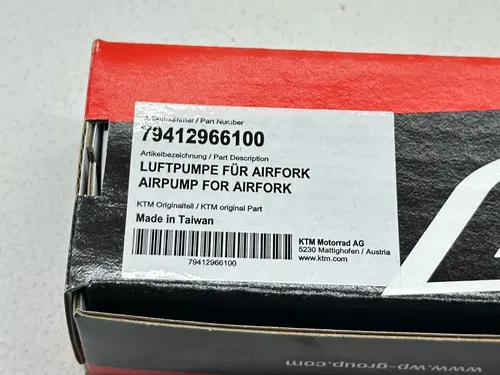 Artikelnummer / Part Number
79412966100
Artikelbezeichnung / Part Description
LUFTPUMPE FÜR AIRFORK
AIRPUMP FOR AIRFORK
KTM Originalteil / KTM original Part
Made in Taiwan
KTM Motorrad AG
5230 Mattighofen / Austria
www.ktm.com
79412966100
www.wp-group.com